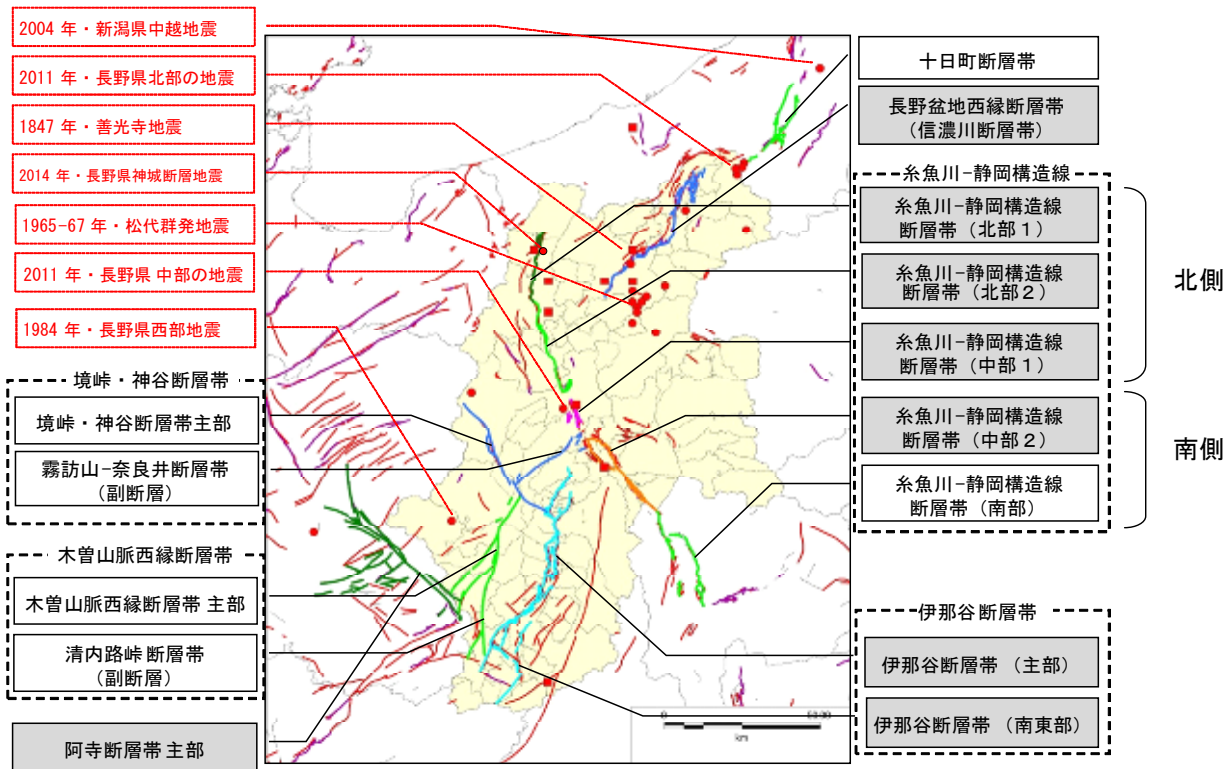 2004 年・新潟県中越地震
2011 年・長野県北部の地震
1847 年・善光寺地震
2014 年・長野県神城断層地震
1965-67 年・松代群発地震
2011 年・長野県 中部の地震
1984 年・長野県西部地震
境峠・神谷断層帯
境峠・神谷断層帯主部
霧訪山−奈良井断層帯
(副断層)
木曽山脈西縁断層帯
木曽山脈西縁断層帯 主部
清内路峠 断層帯
(副断層)
阿寺断層帯 主部
十日町断層帯
長野盆地西縁断層帯
(信濃川断層帯)
糸魚川−静岡構造線
糸魚川−静岡構造線
断層帯(北部1)
糸魚川−静岡構造線
断層帯(北部2)
糸魚川−静岡構造線
断層帯(中部1)
糸魚川−静岡構造線
断層帯(中部2)
糸魚川−静岡構造線
断層帯(南部)
北側
南側
伊那谷断層帯
伊那谷断層帯 (主部)
伊那谷断層帯 (南東部)
0
km